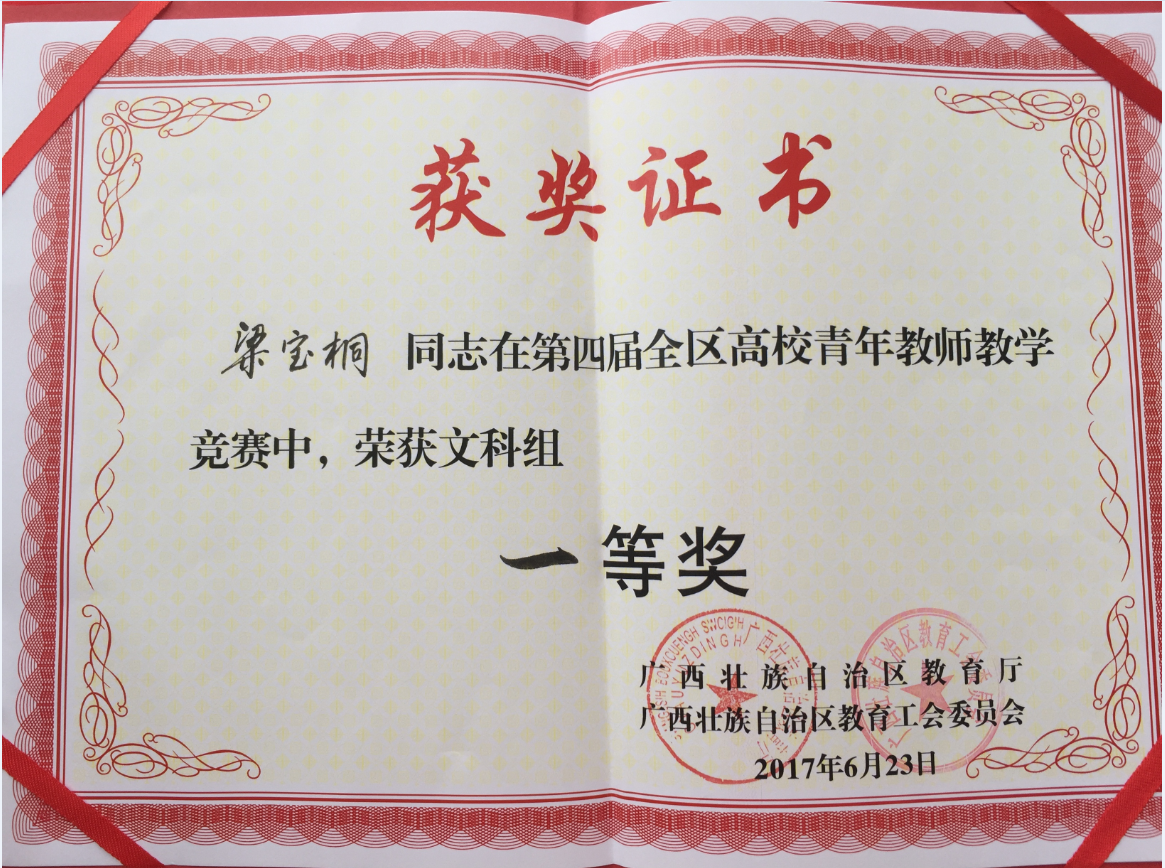 获奖证书
梁宝桐 同志在第四届全区高校青年教师教学
竞赛中，荣获文科组
一等奖
广西壮族自治区教育厅
广西壮族自治区教育工会委员会
2017年6月23日